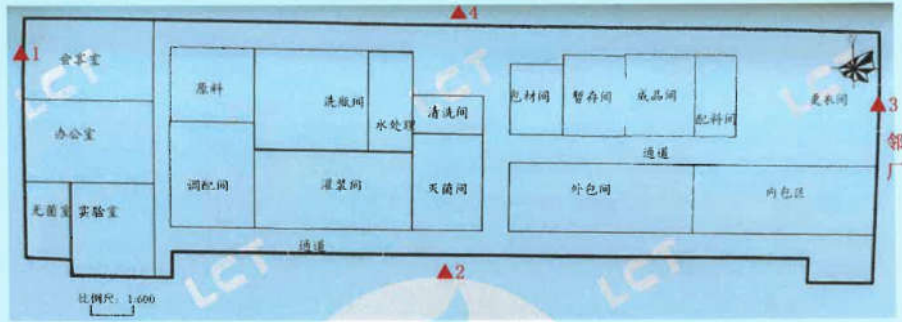 4
1
会客室
LCT
原料
洗瓶间
水处理
清洗间
LCT
包材间
暂存间
成品间
配料间
更衣间
LCT
3
邻
厂
办公室
通道
调配间
灌装间
灭菌间
外包间
内包区
无菌室
实验室
通道
LCT
2
LCT
比例尺: 1:600